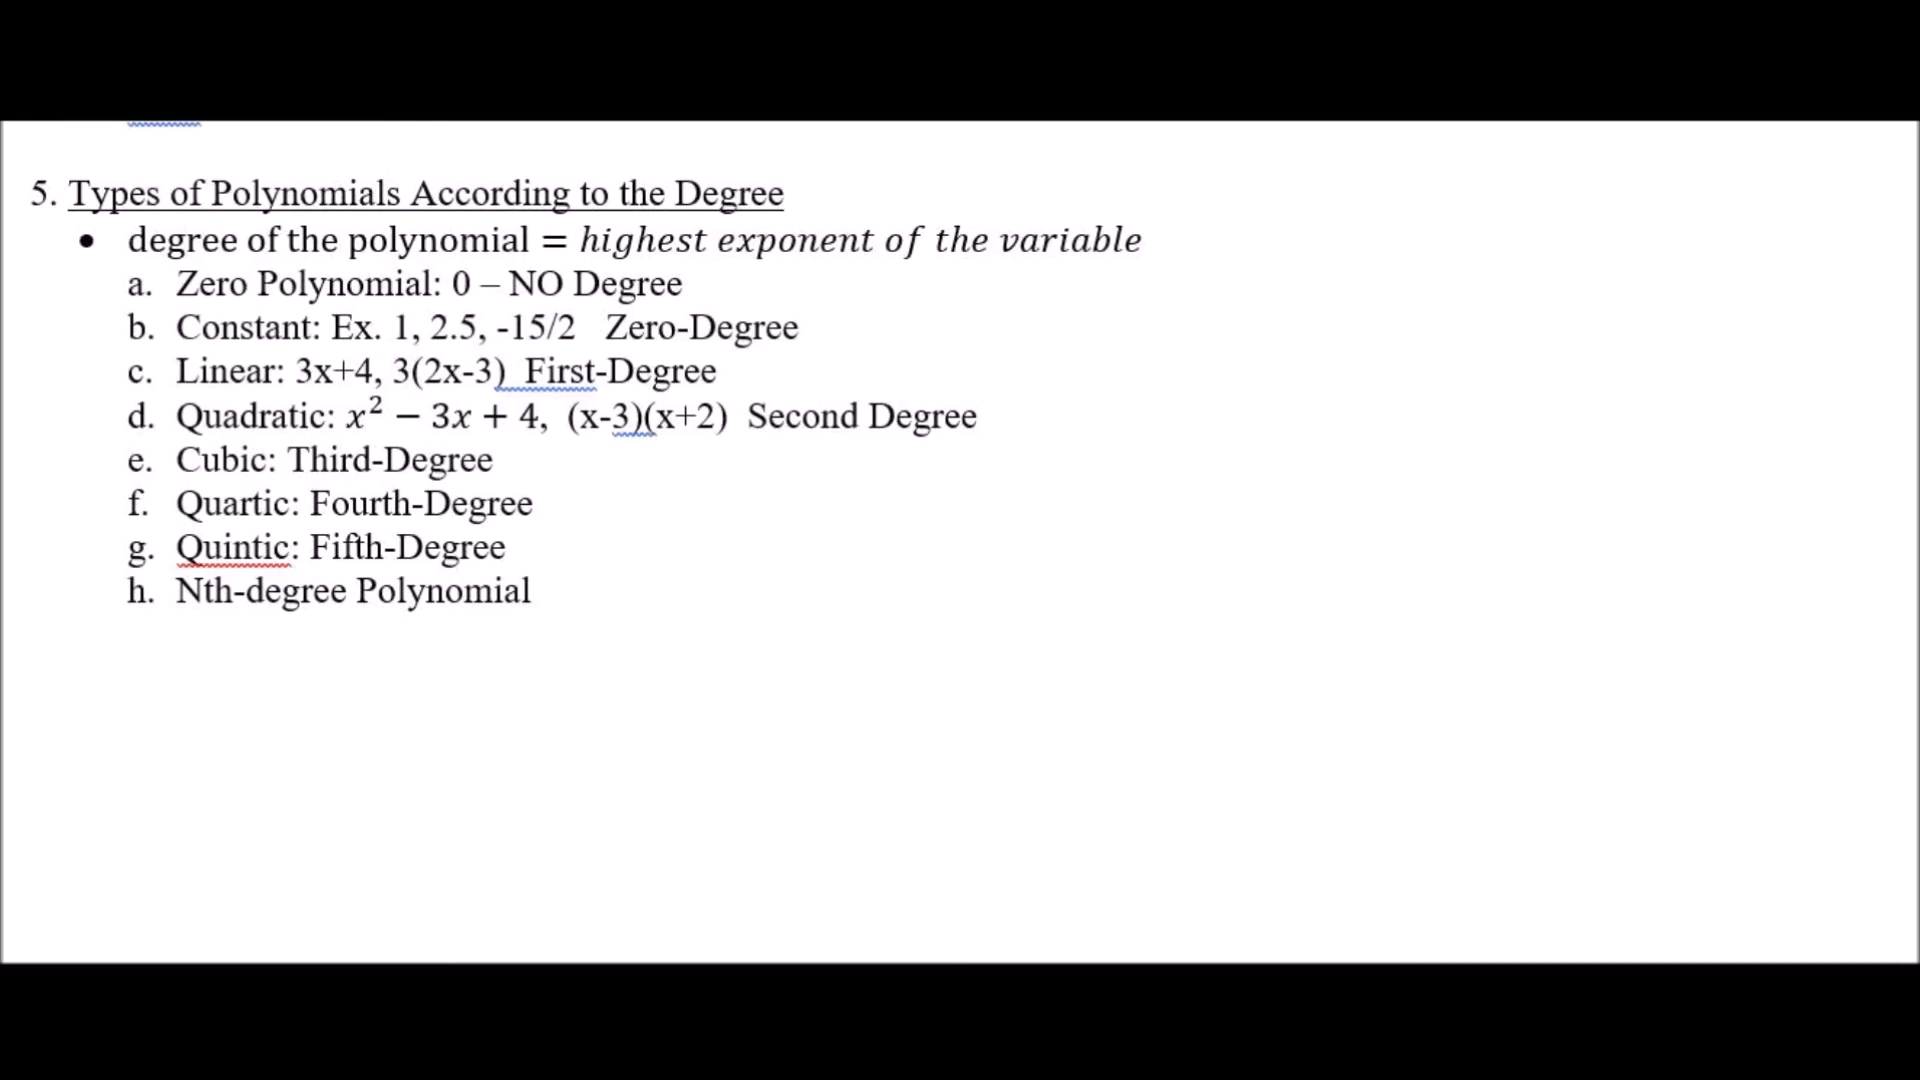 5. Types of Polynomials According to the Degree
• degree of the polynomial = highest exponent of the variable
a. Zero Polynomial: 0 – NO Degree
b. Constant: Ex. 1, 2.5, -15/2 Zero-Degree
c. Linear: 3x+4, 3(2x-3) First-Degree
d. Quadratic: x² − 3x + 4, (x-3)(x+2) Second Degree
e. Cubic: Third-Degree
f. Quartic: Fourth-Degree
g. Quintic: Fifth-Degree
h. Nth-degree Polynomial